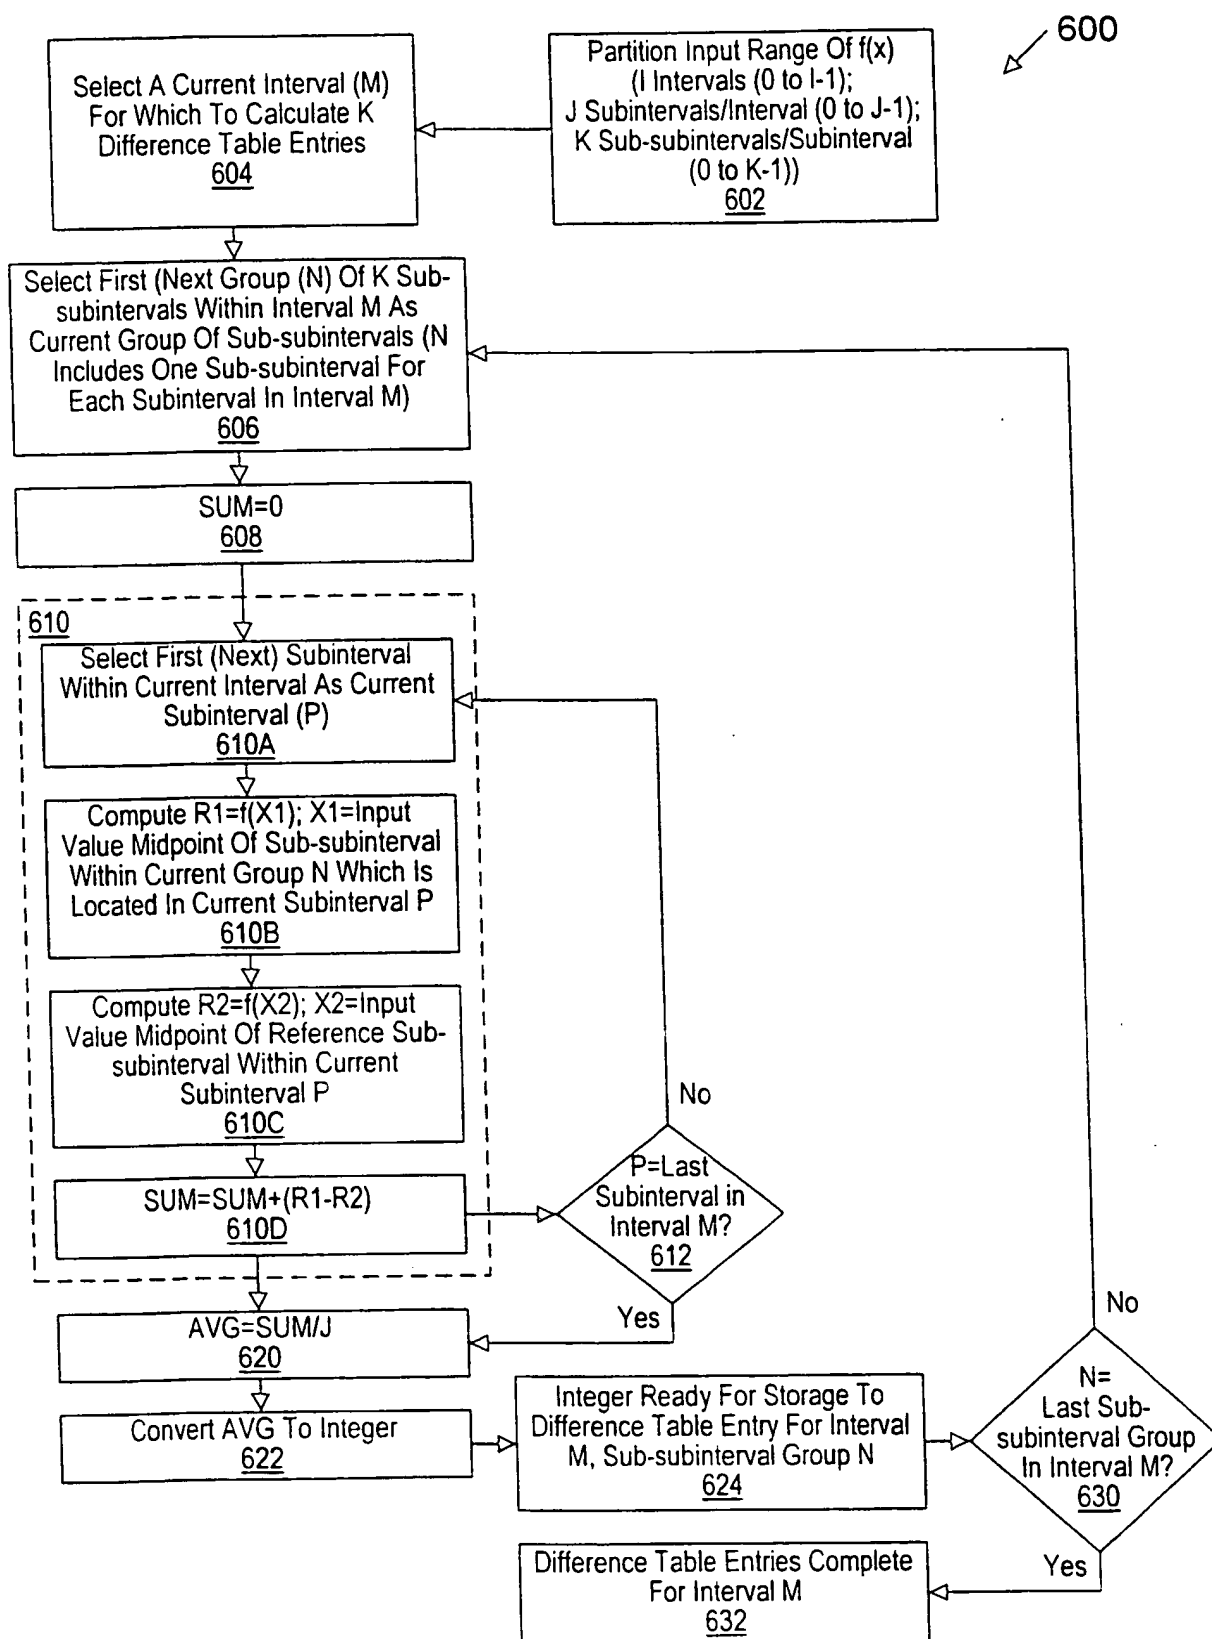 600
Partition Input Range Of f(x)
(I Intervals (0 to I-1);
J Subintervals/Interval (0 to J-1);
K Sub-subintervals/Subinterval
(0 to K-1))
602
Select A Current Interval (M)
For Which To Calculate K
Difference Table Entries
604
Select First (Next Group (N) Of K Sub-
subintervals Within Interval M As
Current Group Of Sub-subintervals (N
Includes One Sub-subinterval For
Each Subinterval In Interval M)
606
SUM=0
608
610
Select First (Next) Subinterval
Within Current Interval As Current
Subinterval (P)
610A
Compute R1=f(X1); X1=Input
Value Midpoint Of Sub-subinterval
Within Current Group N Which Is
Located In Current Subinterval P
610B
Compute R2=f(X2); X2=Input
Value Midpoint Of Reference Sub-
subinterval Within Current
Subinterval P
610C
SUM=SUM+(R1-R2)
610D
No
P=Last
Subinterval in
Interval M?
612
Yes
AVG=SUM/J
620
Convert AVG To Integer
622
Integer Ready For Storage To
Difference Table Entry For Interval
M, Sub-subinterval Group N
624
No
N=
Last Sub-
subinterval Group
In Interval M?
630
Yes
Difference Table Entries Complete
For Interval M
632